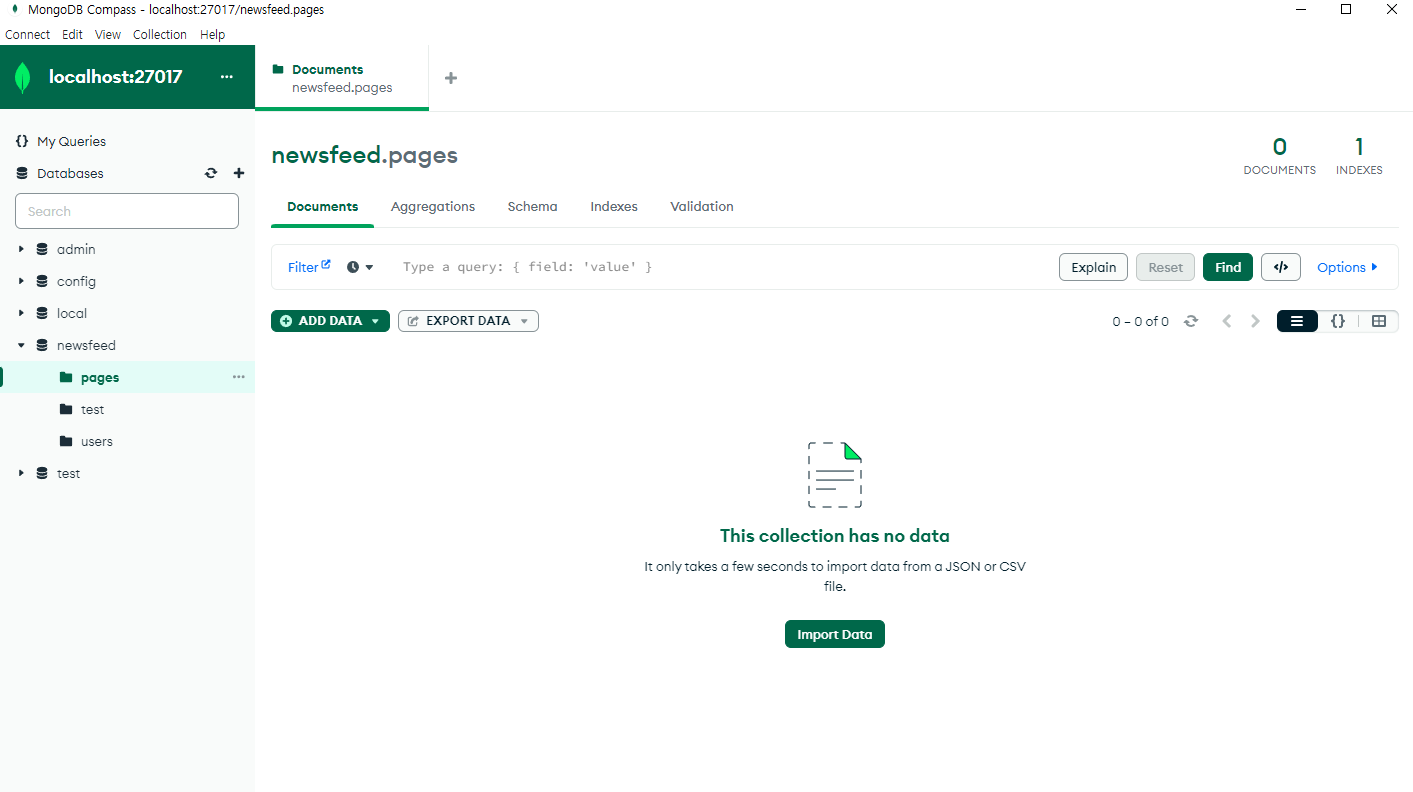 MongoDB Compass - localhost:27017/newsfeed.pages
Connect Edit View Collection Help
localhost:27017
Documents
newsfeed.pages
My Queries
Databases
Search
admin
config
local
newsfeed
pages
test
users
test
newsfeed.pages
0
DOCUMENTS
1
INDEXES
Documents Aggregations Schema Indexes Validation
Filter Type a query: { field: 'value' } Explain Reset Find </> Options
ADD DATA EXPORT DATA 0 – 0 of 0 {}
This collection has no data
It only takes a few seconds to import data from a JSON or CSV
file.
Import Data